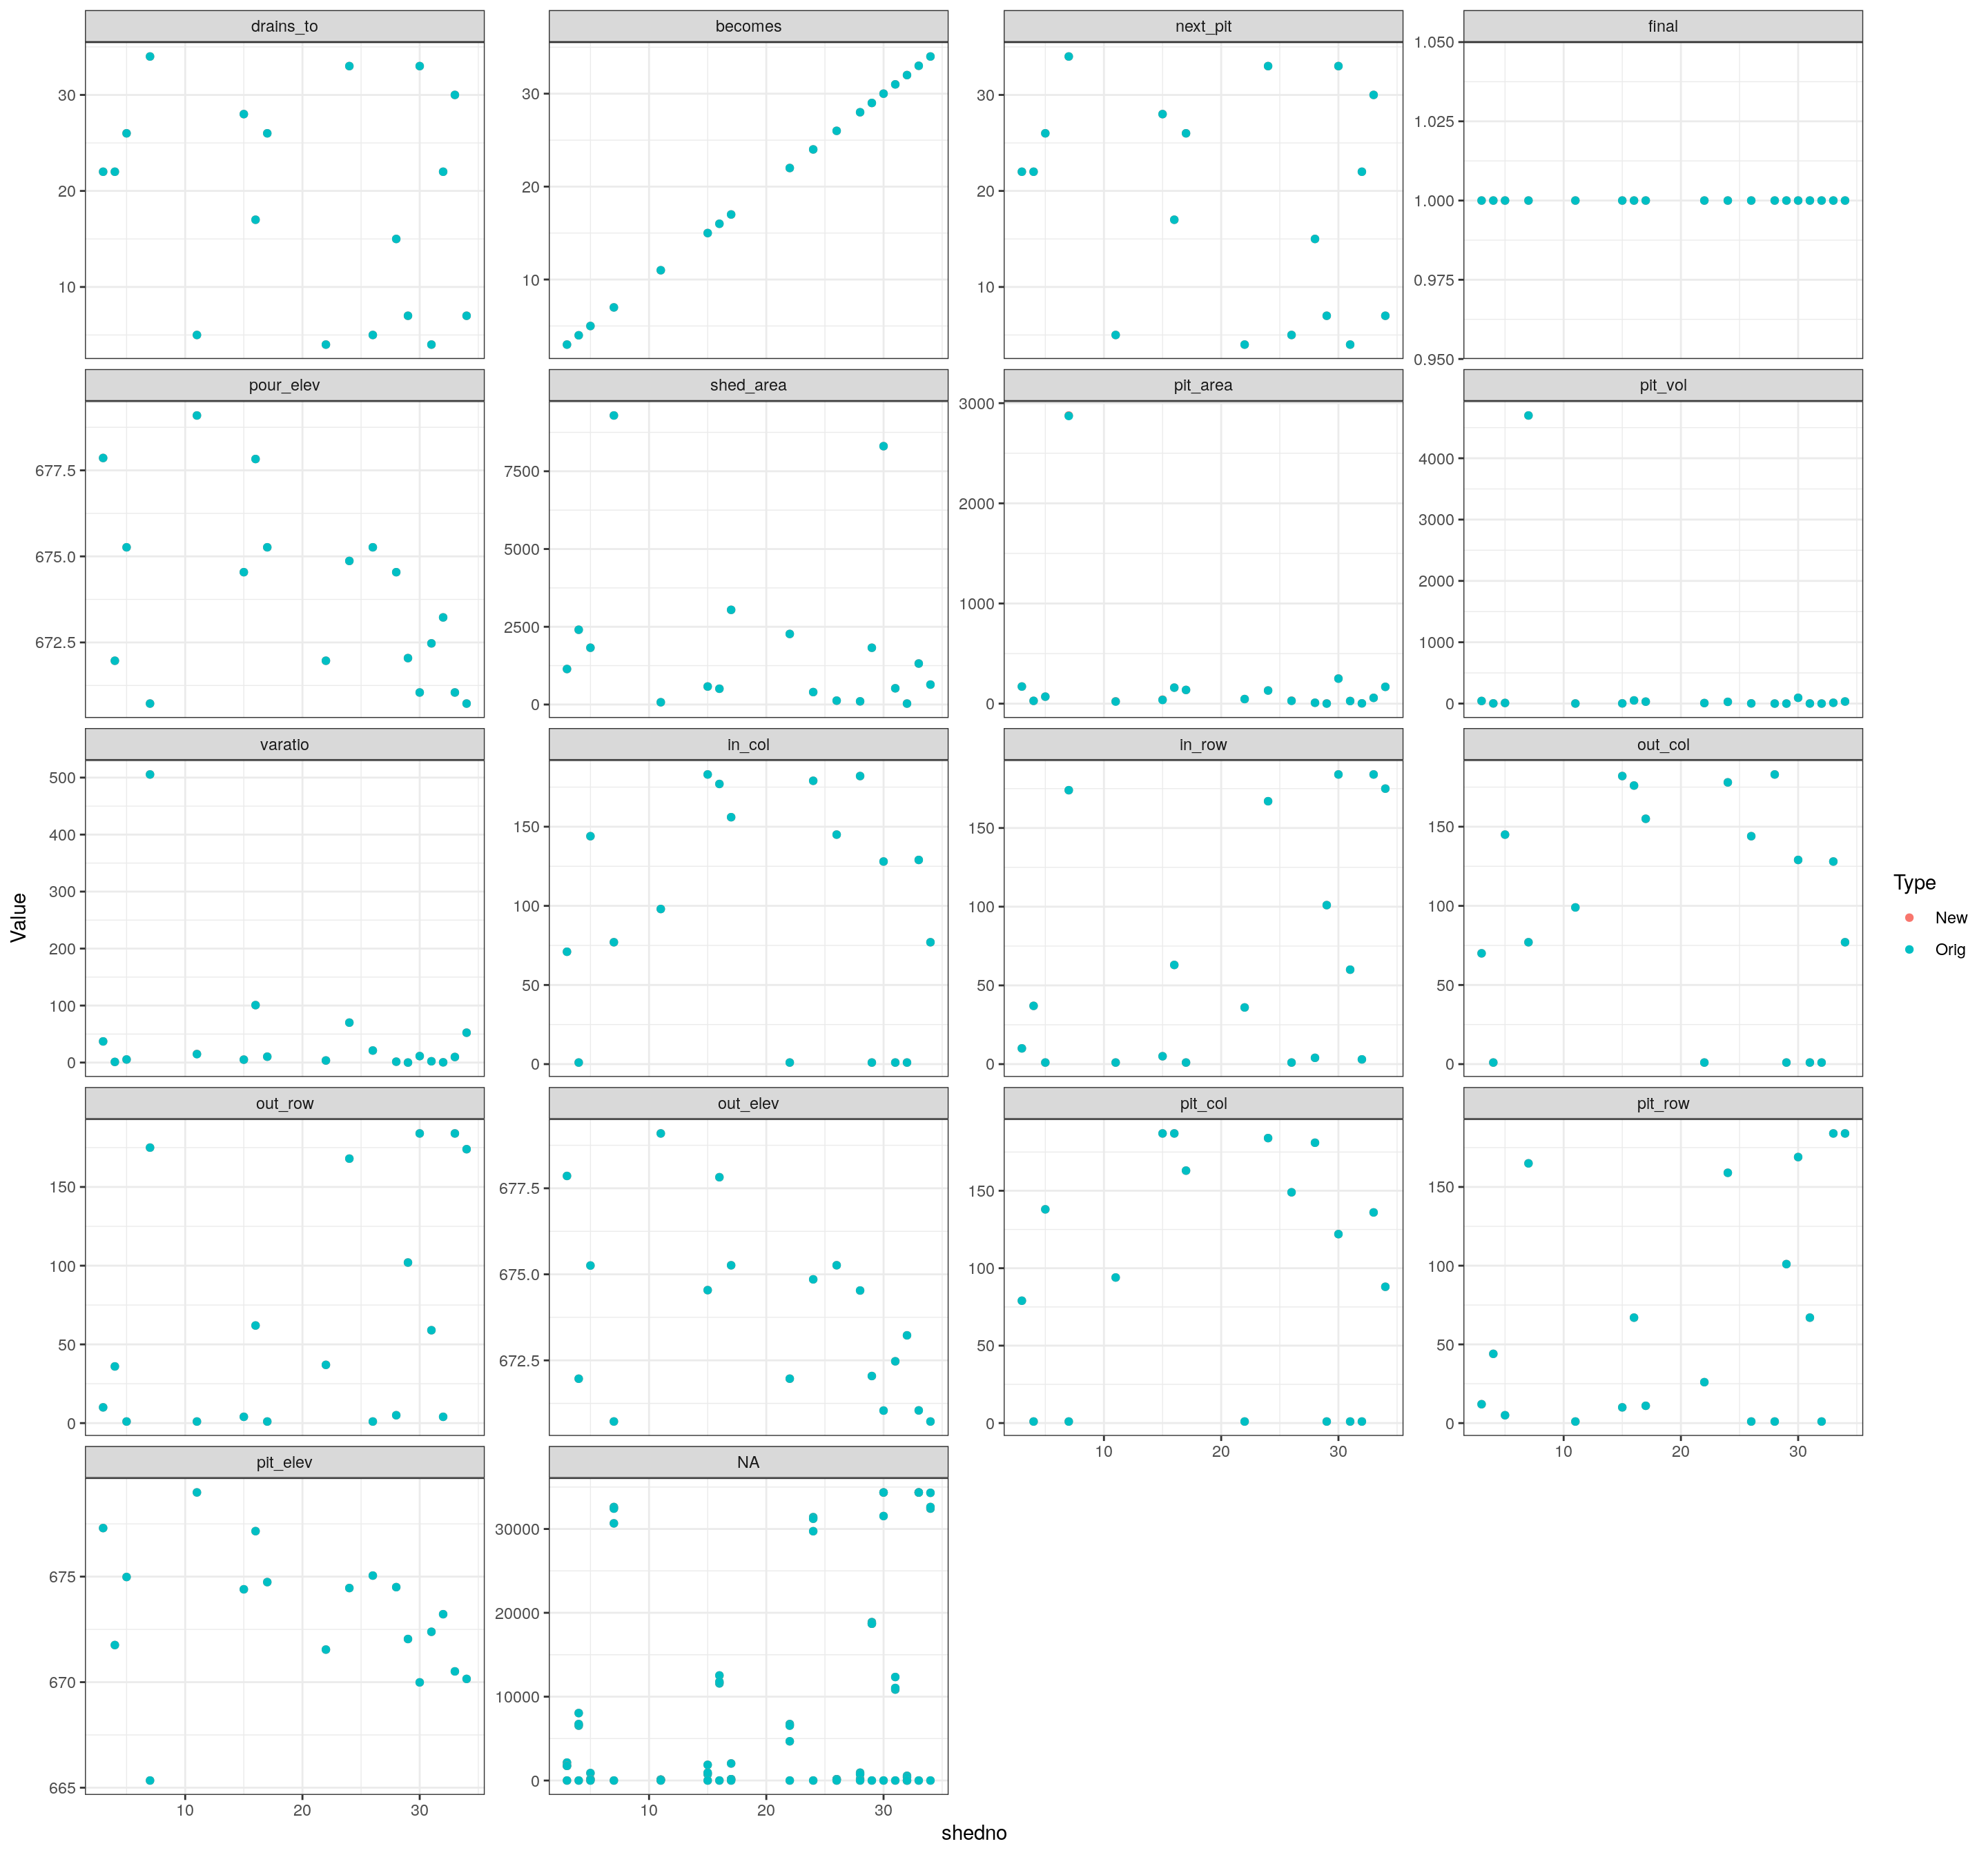 drains_to becomes next_pit final
30 20 10
30 20 10
30 20 10
1.050 1.025 1.000 0.975 0.950
pour_elev shed_area pit_area pit_vol
677.5 675.0 672.5
7500 5000 2500 0
3000 2000 1000 0
4000 3000 2000 1000 0
varatio in_col in_row out_col
500 400 300 200 100 0
150 100 50 0
150 100 50 0
150 100 50 0
out_row out_elev pit_col pit_row
150 100 50 0
677.5 675.0 672.5
150 100 50 0
150 100 50 0
10 20 30
10 20 30
pit_elev NA
675 670 665
30000 20000 10000 0
10 20 30
10 20 30
shedno
Value
Type
New
Orig